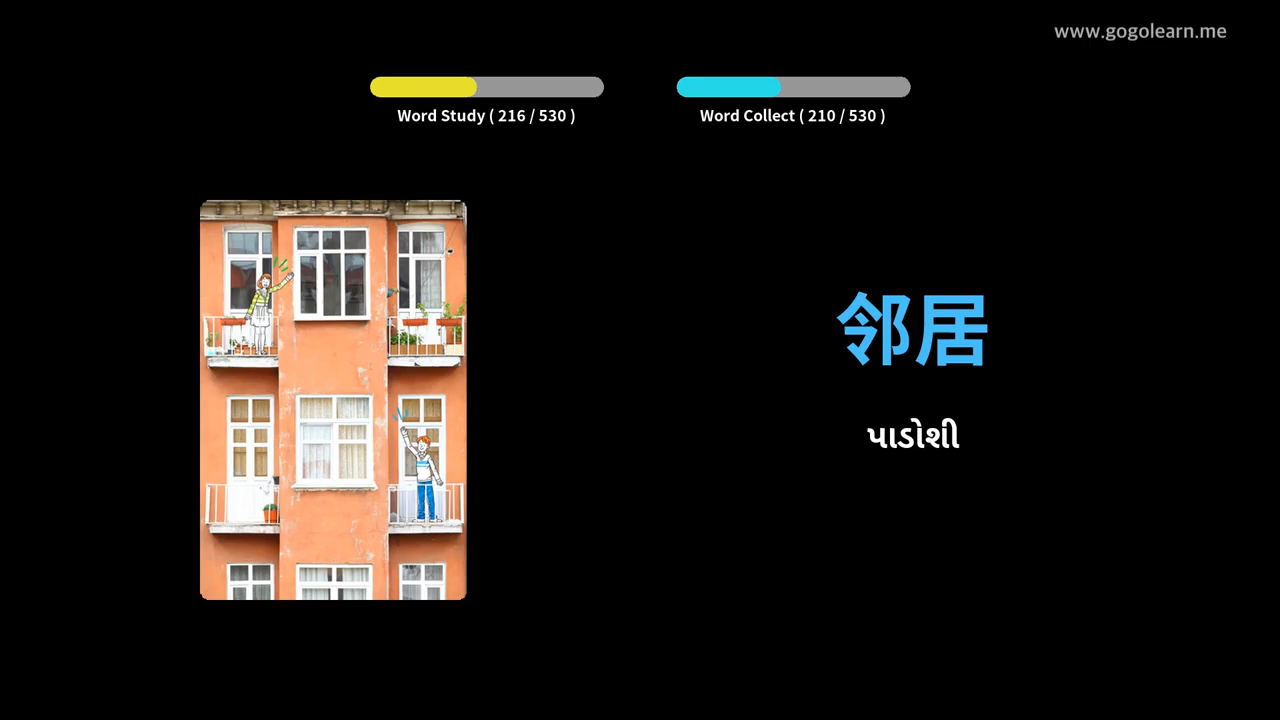 www.gogolearn.me
Word Study ( 216 / 530 )
Word Collect ( 210 / 530 )
邻居
પાડોશી